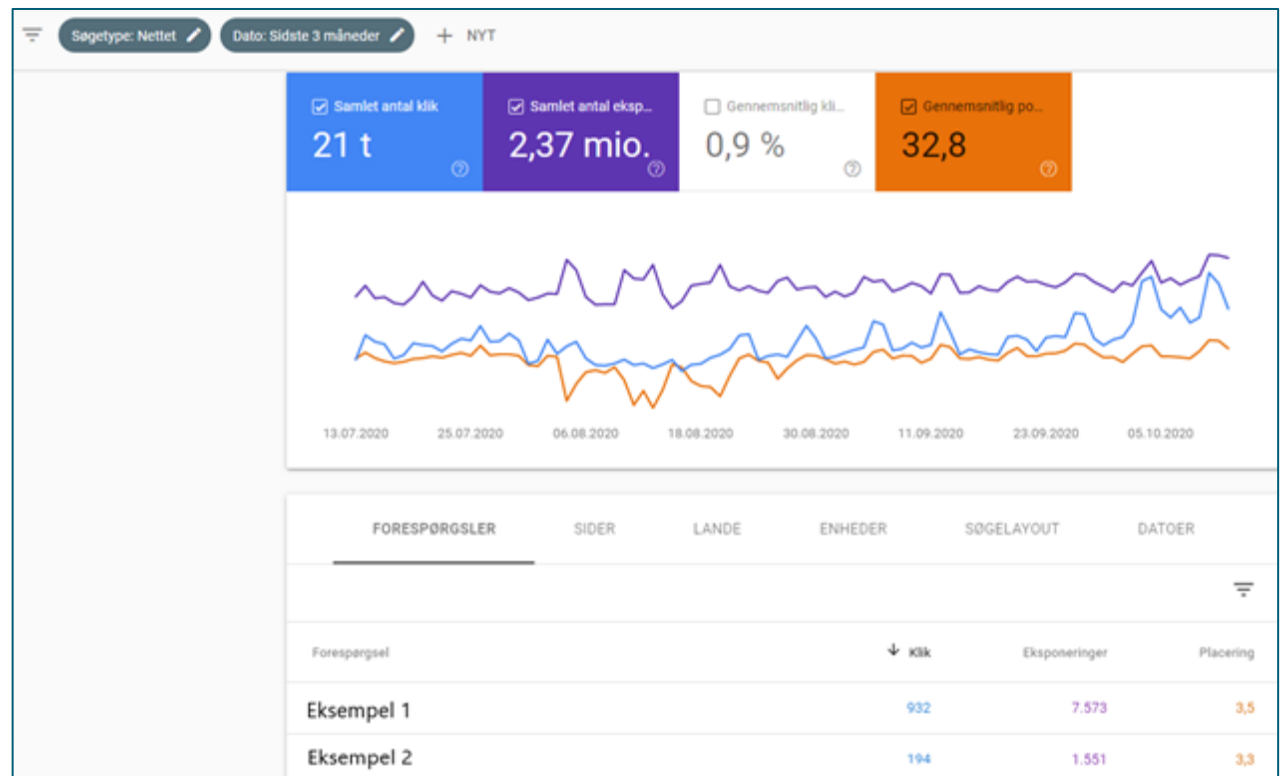 Søgetype: Nettet Dato: Sidste 3 måneder + NYT
Samlet antal klik Samlet antal eksp... Gennemsnitlig kli... Gennemsnitlig po...
21 t 2,37 mio. 0,9 % 32,8
13.07.2020 25.07.2020 06.08.2020 18.08.2020 30.08.2020 11.09.2020 23.09.2020 05.10.2020
FORESPØRGSLER SIDER LANDE ENHEDER SØGELAYOUT DATOER
Forespørgsel Klik Eksponeringer Placering
Eksempel 1 932 7.573 3,5
Eksempel 2 194 1.551 3,3